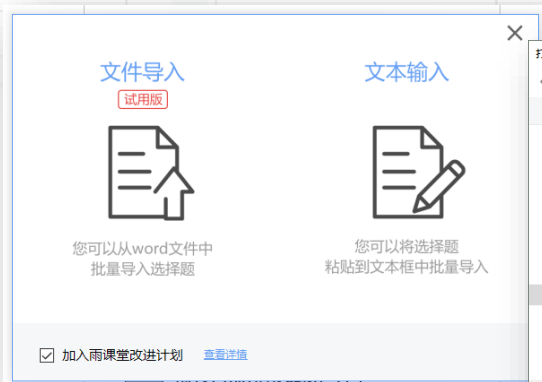 文件导入
试用版
您可以从word文件中
批量导入选择题
文本输入
您可以将选择题
粘贴到文本框中批量导入
加入雨课堂改进计划 查看详情